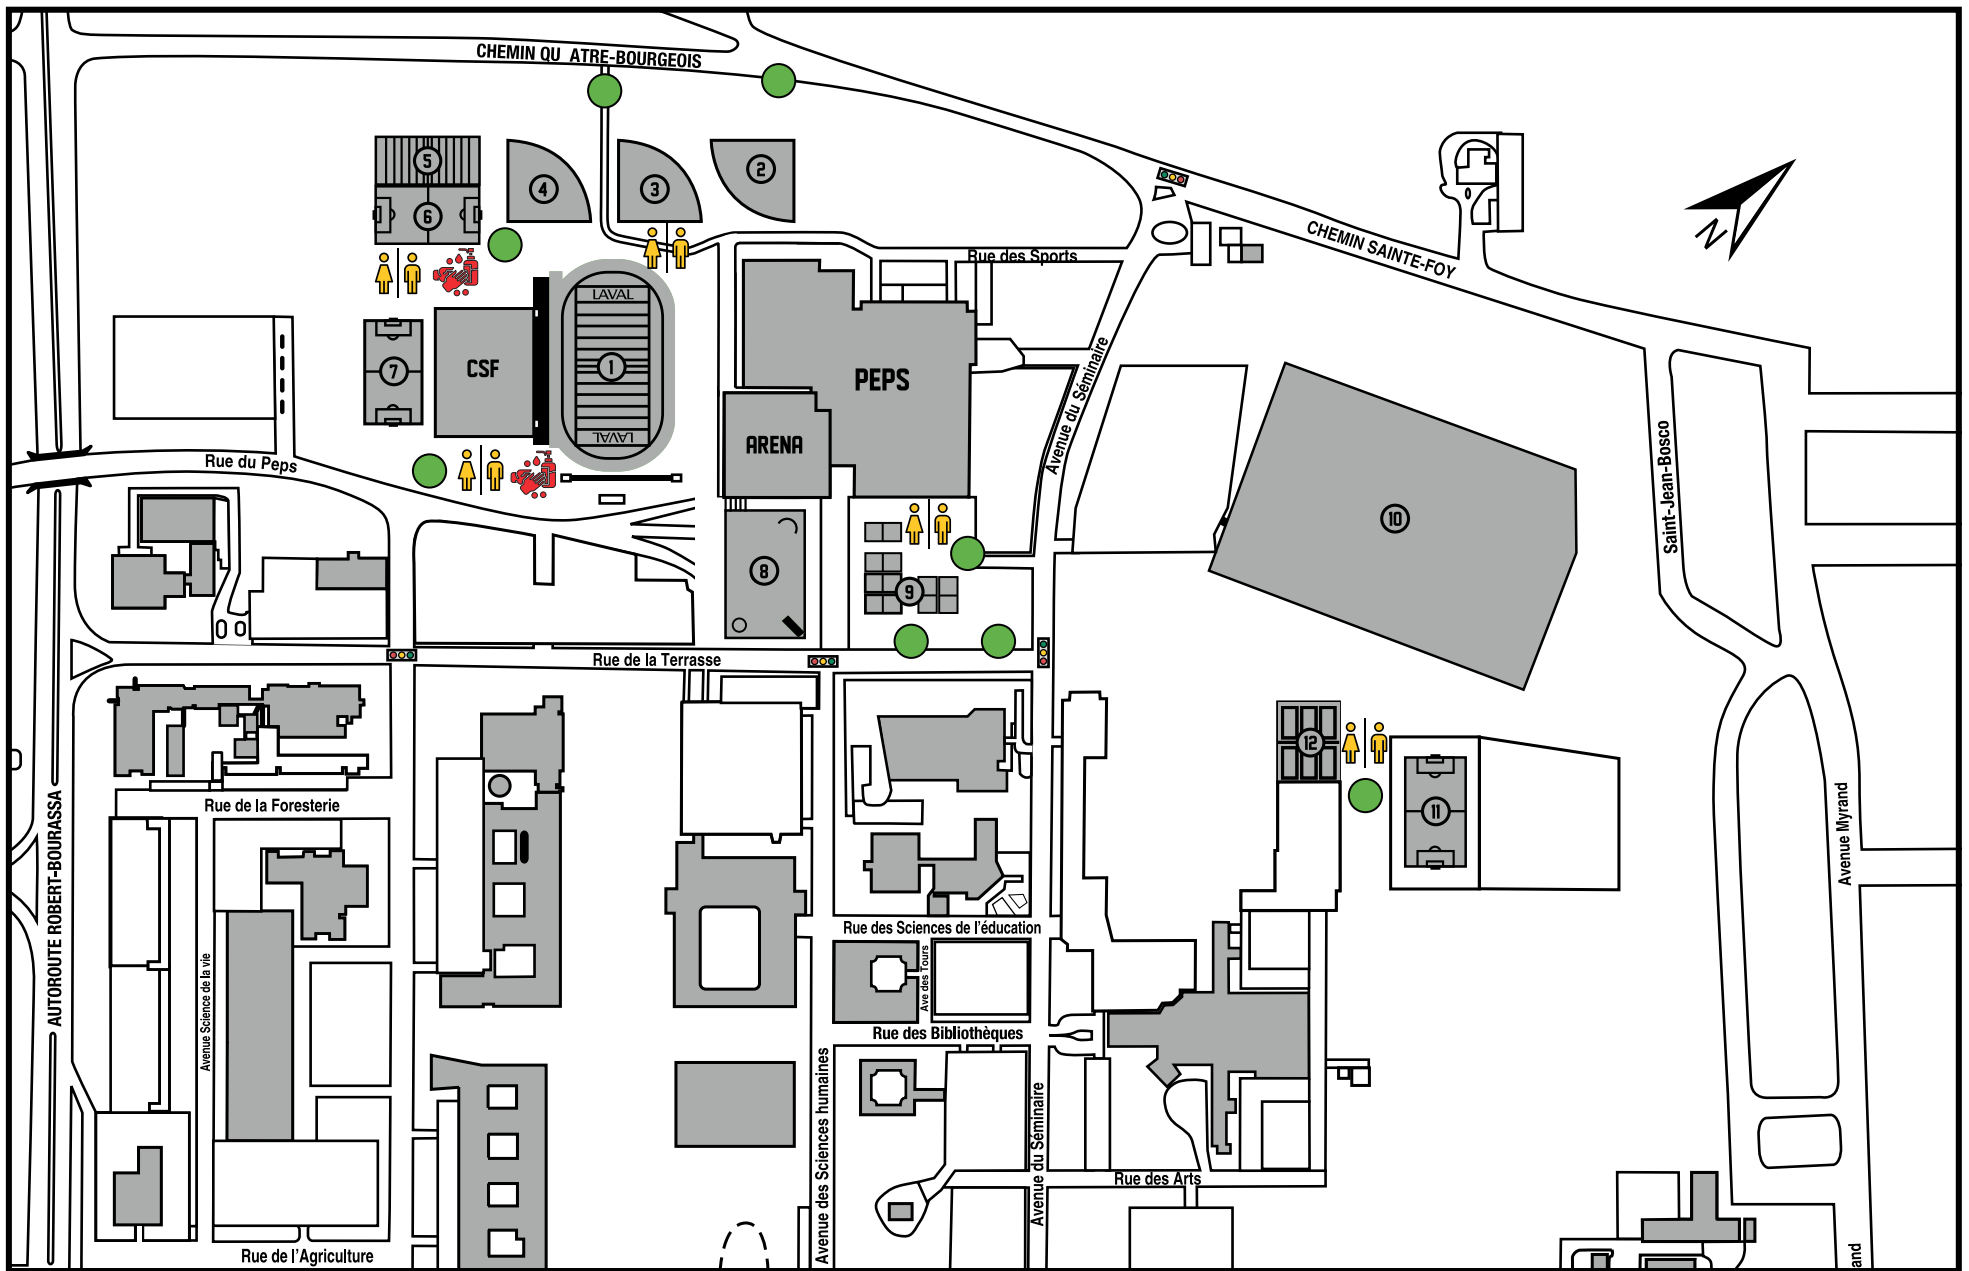 CHEMIN QU ATRE-BOURGEOIS
5
4
3
2
6
CHEMIN SAINTE-FOY
N
Rue des Sports
LAVAL
7
CSF
1
PEPS
Avenue du Séminaire
LAVAL
ARENA
Rue du Peps
Saint-Jean-Bosco
10
8
9
Rue de la Terrasse
12
Rue de la Foresterie
11
AUTOROUTE ROBERT-BOURASSA
Avenue Myrand
Rue des Sciences de l'éducation
Avenue Science de la vie
Ave des Tours
Rue des Bibliothèques
Avenue des Sciences humaines
Avenue du Séminaire
Rue des Arts
Rue de l'Agriculture
and